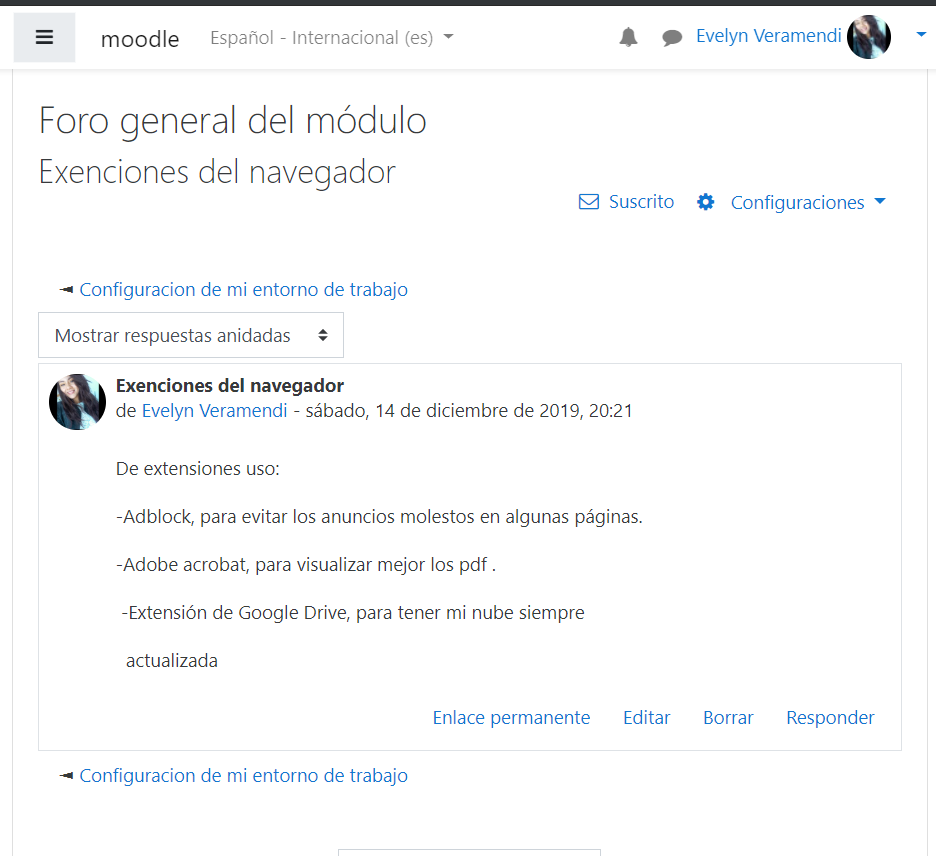 moodle Español - Internacional (es) Evelyn Veramendi
Foro general del módulo
Exenciones del navegador
Suscrito Configuraciones
Configuracion de mi entorno de trabajo
Mostrar respuestas anidadas
Exenciones del navegador
de Evelyn Veramendi - sábado, 14 de diciembre de 2019, 20:21
De extensiones uso:
-Adblock, para evitar los anuncios molestos en algunas páginas.
-Adobe acrobat, para visualizar mejor los pdf .
-Extensión de Google Drive, para tener mi nube siempre
actualizada
Enlace permanente Editar Borrar Responder
Configuracion de mi entorno de trabajo